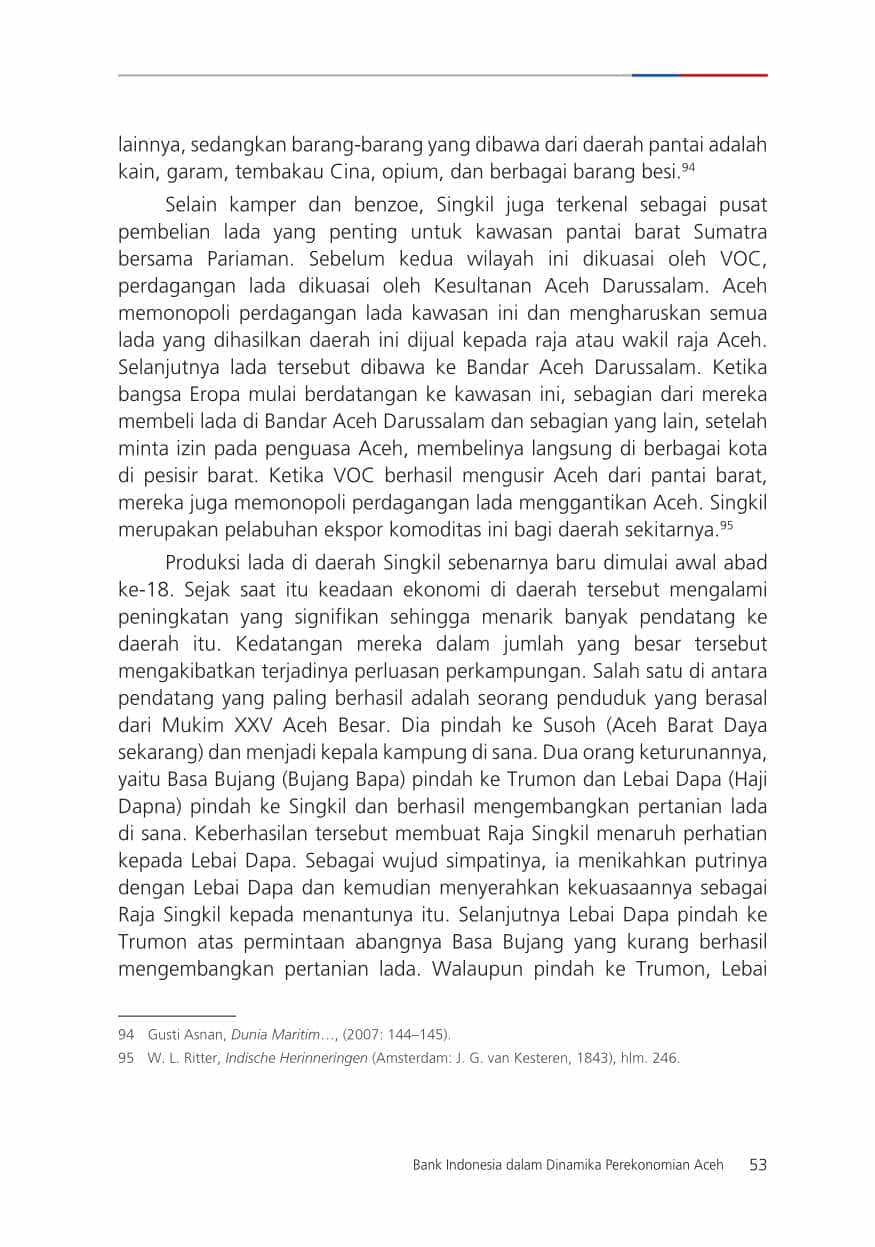 lainnya, sedangkan barang-barang yang dibawa dari daerah pantai adalah
kain, garam, tembakau Cina, opium, dan berbagai barang besi.94
Selain kamper dan benzoe, Singkil juga terkenal sebagai pusat
pembelian lada yang penting untuk kawasan pantai barat Sumatra
bersama Pariaman. Sebelum kedua wilayah ini dikuasai oleh VOC,
perdagangan lada dikuasai oleh Kesultanan Aceh Darussalam. Aceh
memonopoli perdagangan lada kawasan ini dan mengharuskan semua
lada yang dihasilkan daerah ini dijual kepada raja atau wakil raja Aceh.
Selanjutnya lada tersebut dibawa ke Bandar Aceh Darussalam. Ketika
bangsa Eropa mulai berdatangan ke kawasan ini, sebagian dari mereka
membeli lada di Bandar Aceh Darussalam dan sebagian yang lain, setelah
minta izin pada penguasa Aceh, membelinya langsung di berbagai kota
di pesisir barat. Ketika VOC berhasil mengusir Aceh dari pantai barat,
mereka juga memonopoli perdagangan lada menggantikan Aceh. Singkil
merupakan pelabuhan ekspor komoditas ini bagi daerah sekitarnya.95
Produksi lada di daerah Singkil sebenarnya baru dimulai awal abad
ke-18. Sejak saat itu keadaan ekonomi di daerah tersebut mengalami
peningkatan yang signifikan sehingga menarik banyak pendatang ke
daerah itu. Kedatangan mereka dalam jumlah yang besar tersebut
mengakibatkan terjadinya perluasan perkampungan. Salah satu di antara
pendatang yang paling berhasil adalah seorang penduduk yang berasal
dari Mukim XXV Aceh Besar. Dia pindah ke Susoh (Aceh Barat Daya
sekarang) dan menjadi kepala kampung di sana. Dua orang keturunannya,
yaitu Basa Bujang (Bujang Bapa) pindah ke Trumon dan Lebai Dapa (Haji
Dapna) pindah ke Singkil dan berhasil mengembangkan pertanian lada
di sana. Keberhasilan tersebut membuat Raja Singkil menaruh perhatian
kepada Lebai Dapa. Sebagai wujud simpatinya, ia menikahkan putrinya
dengan Lebai Dapa dan kemudian menyerahkan kekuasaannya sebagai
Raja Singkil kepada menantunya itu. Selanjutnya Lebai Dapa pindah ke
Trumon atas permintaan abangnya Basa Bujang yang kurang berhasil
mengembangkan pertanian lada. Walaupun pindah ke Trumon, Lebai
94 Gusti Asnan, Dunia Maritim…, (2007: 144–145).
95 W. L. Ritter, Indische Herinneringen (Amsterdam: J. G. van Kesteren, 1843), hlm. 246.
Bank Indonesia dalam Dinamika Perekonomian Aceh 53